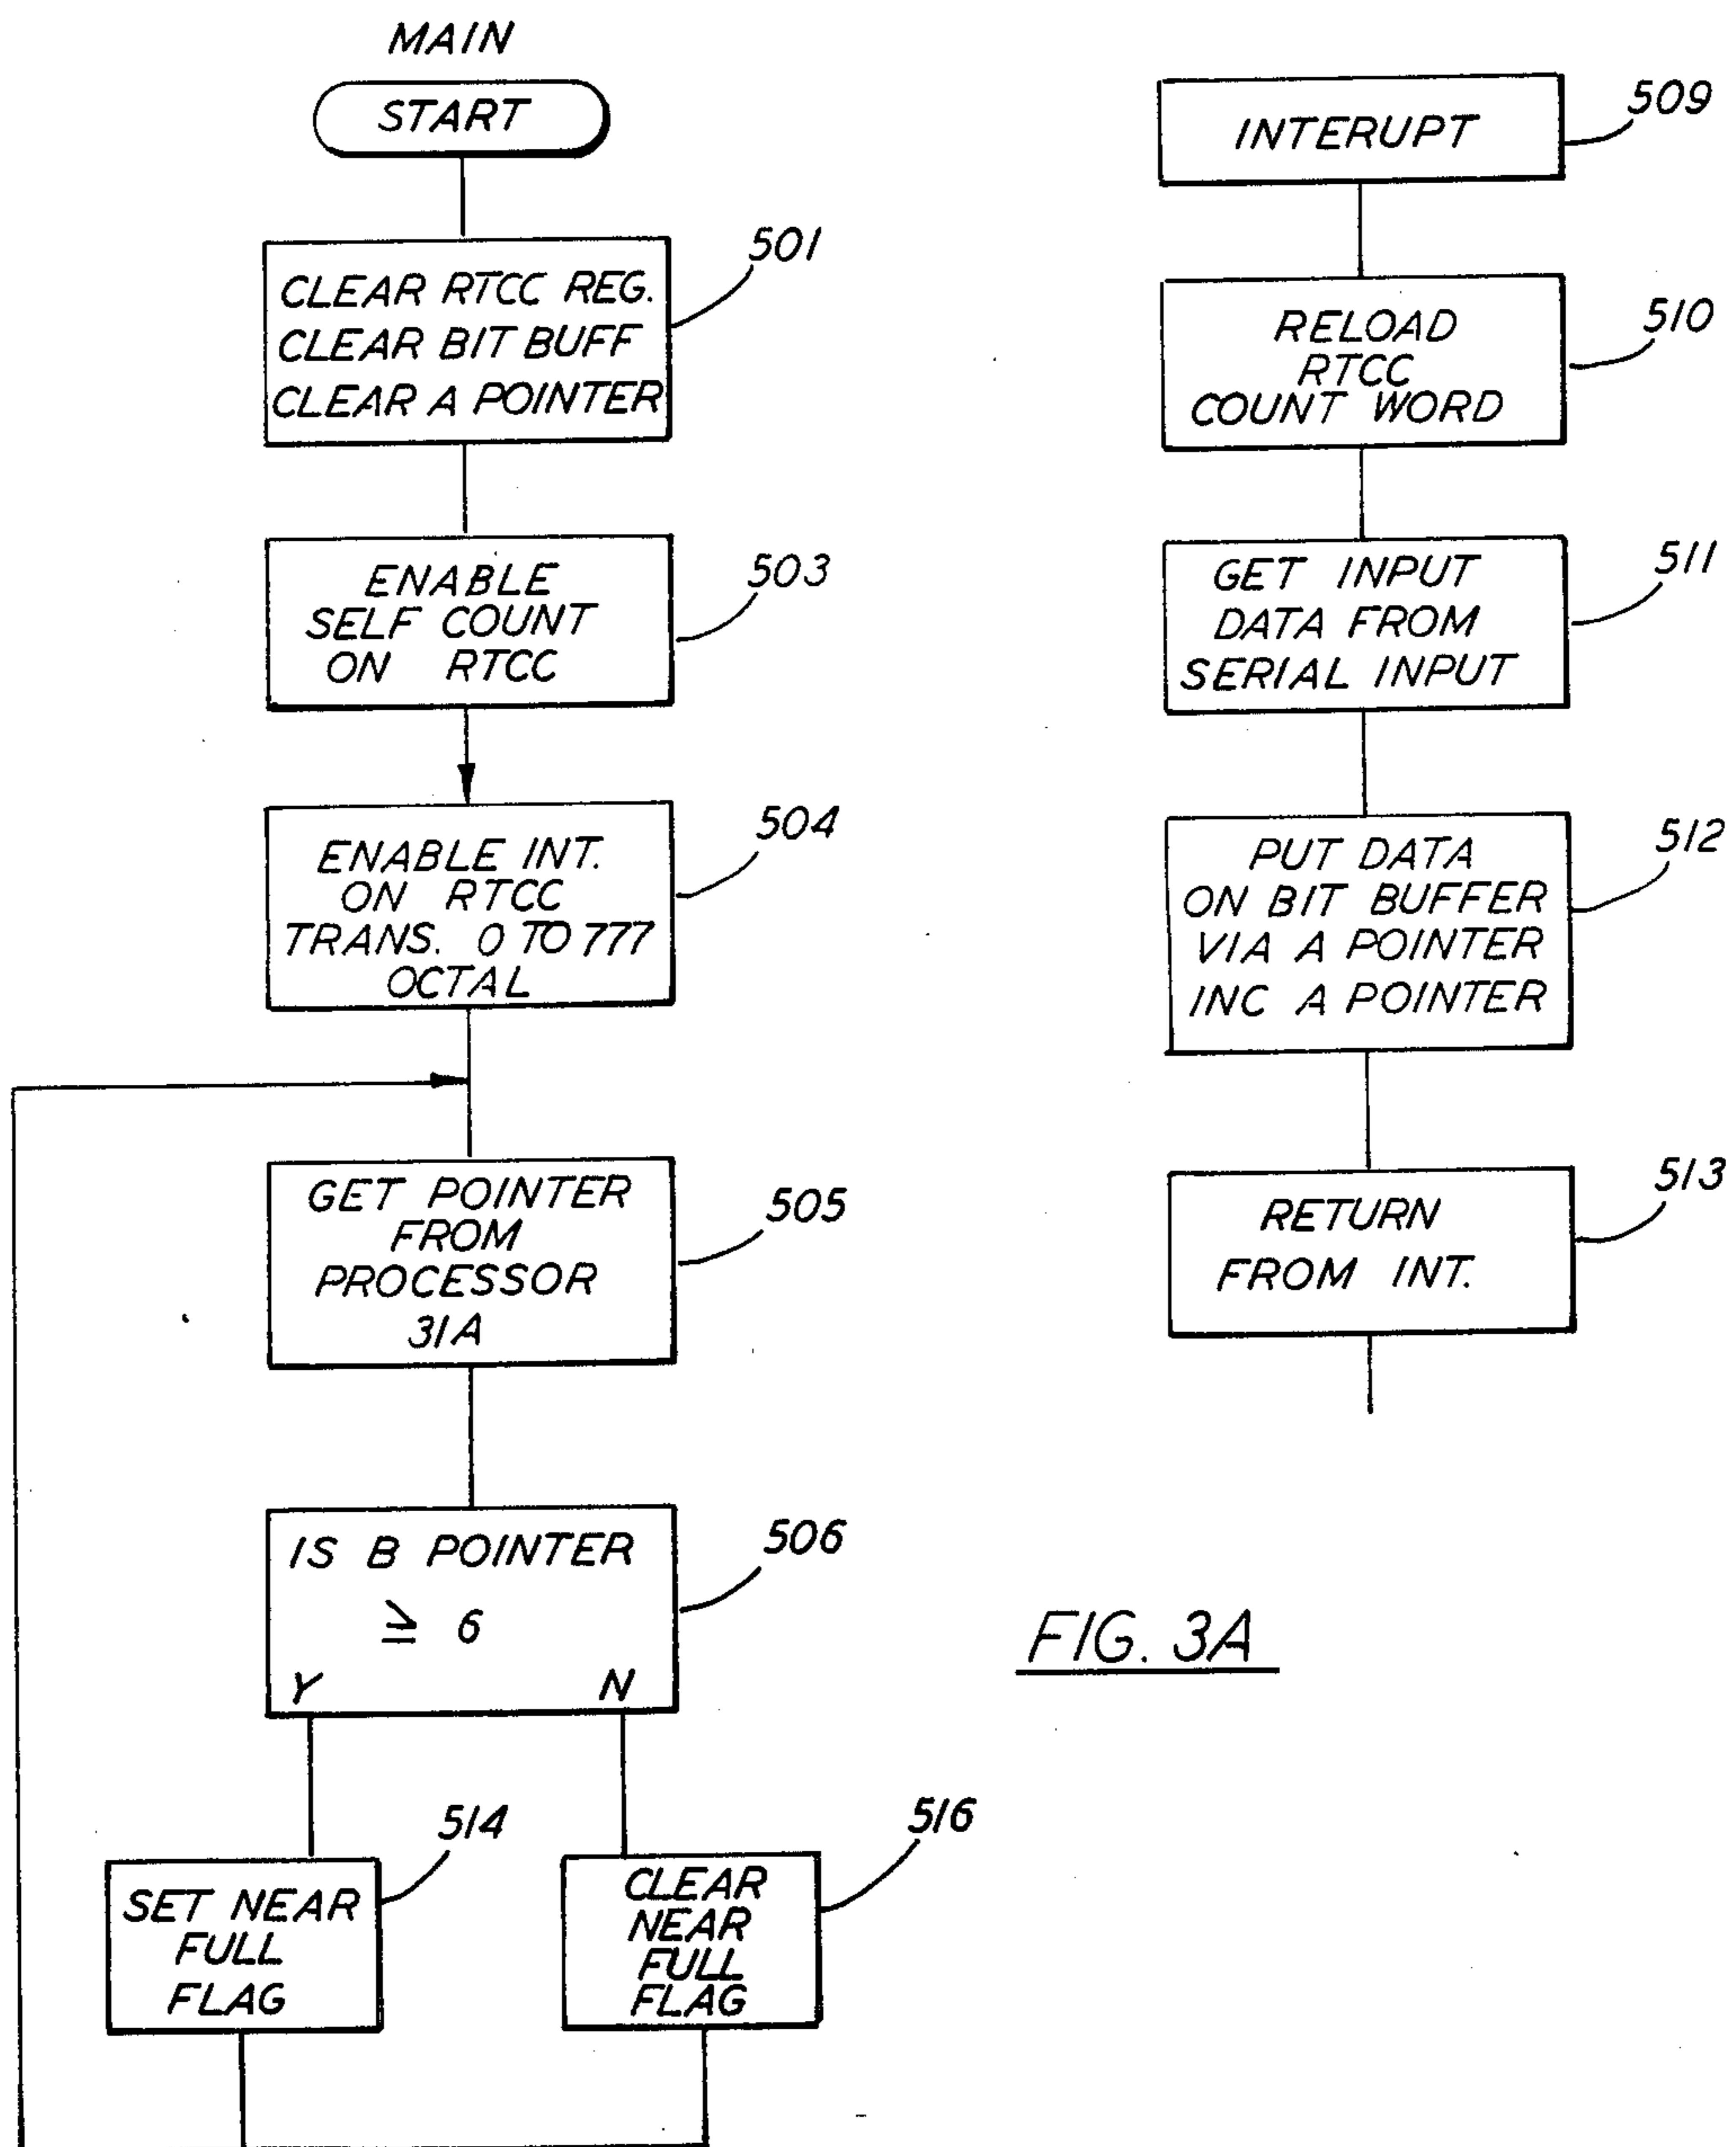 MAIN
START
501
CLEAR RTCC REG.
CLEAR BIT BUFF
CLEAR A POINTER
503
ENABLE
SELF COUNT
ON RTCC
504
ENABLE INT.
ON RTCC
TRANS. 0 TO 777
OCTAL
505
GET POINTER
FROM
PROCESSOR
31A
506
IS B POINTER
≥ 6
Y N
514
SET NEAR
FULL
FLAG
516
CLEAR
NEAR
FULL
FLAG
509
INTERUPT
510
RELOAD
RTCC
COUNT WORD
511
GET INPUT
DATA FROM
SERIAL INPUT
512
PUT DATA
ON BIT BUFFER
VIA A POINTER
INC A POINTER
513
RETURN
FROM INT.
FIG. 3A